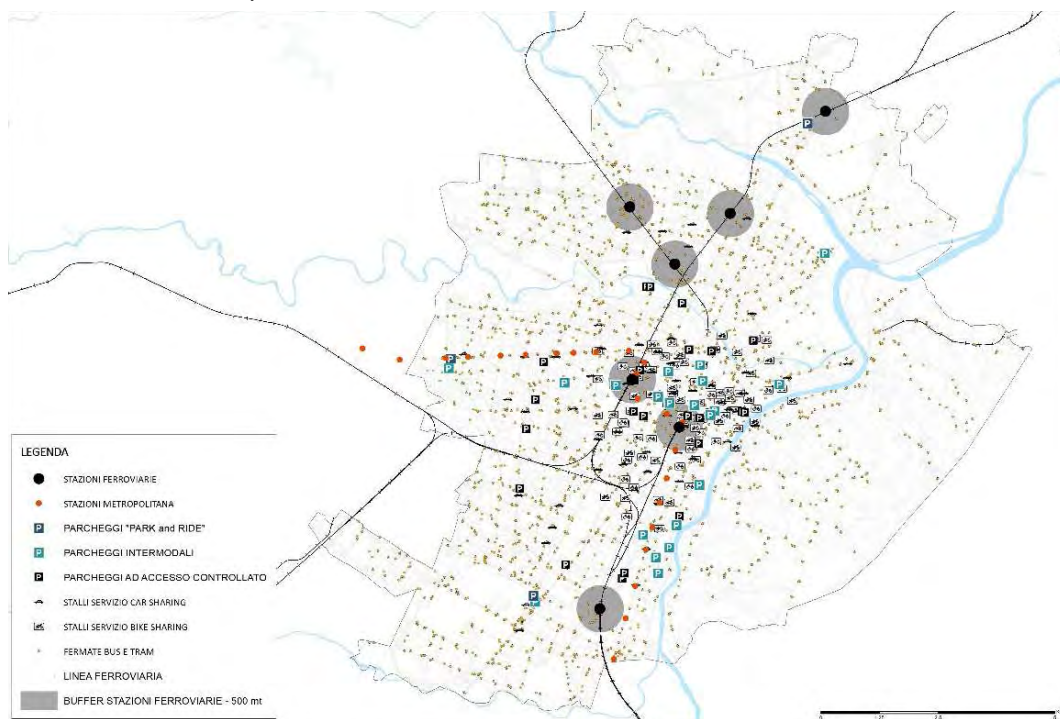 LEGENDA
STAZIONI FERROVIARIE
STAZIONI METROPOLITANA
P PARCHEGGI "PARK and RIDE"
P PARCHEGGI INTERMODALI
P PARCHEGGI AD ACCESSO CONTROLLATO
STALLI SERVIZIO CAR SHARING
STALLI SERVIZIO BIKE SHARING
FERMATE BUS E TRAM
LINEA FERROVIARIA
BUFFER STAZIONI FERROVIARIE - 500 mt